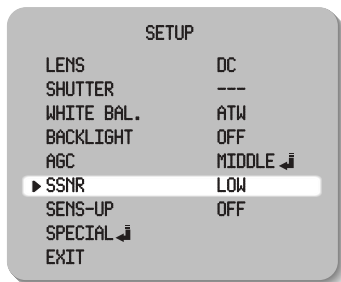 SETUP
LENS DC
SHUTTER ---
WHITE BAL. ATW
BACKLIGHT OFF
AGC MIDDLE
SSNR LOW
SENS-UP OFF
SPECIAL
EXIT